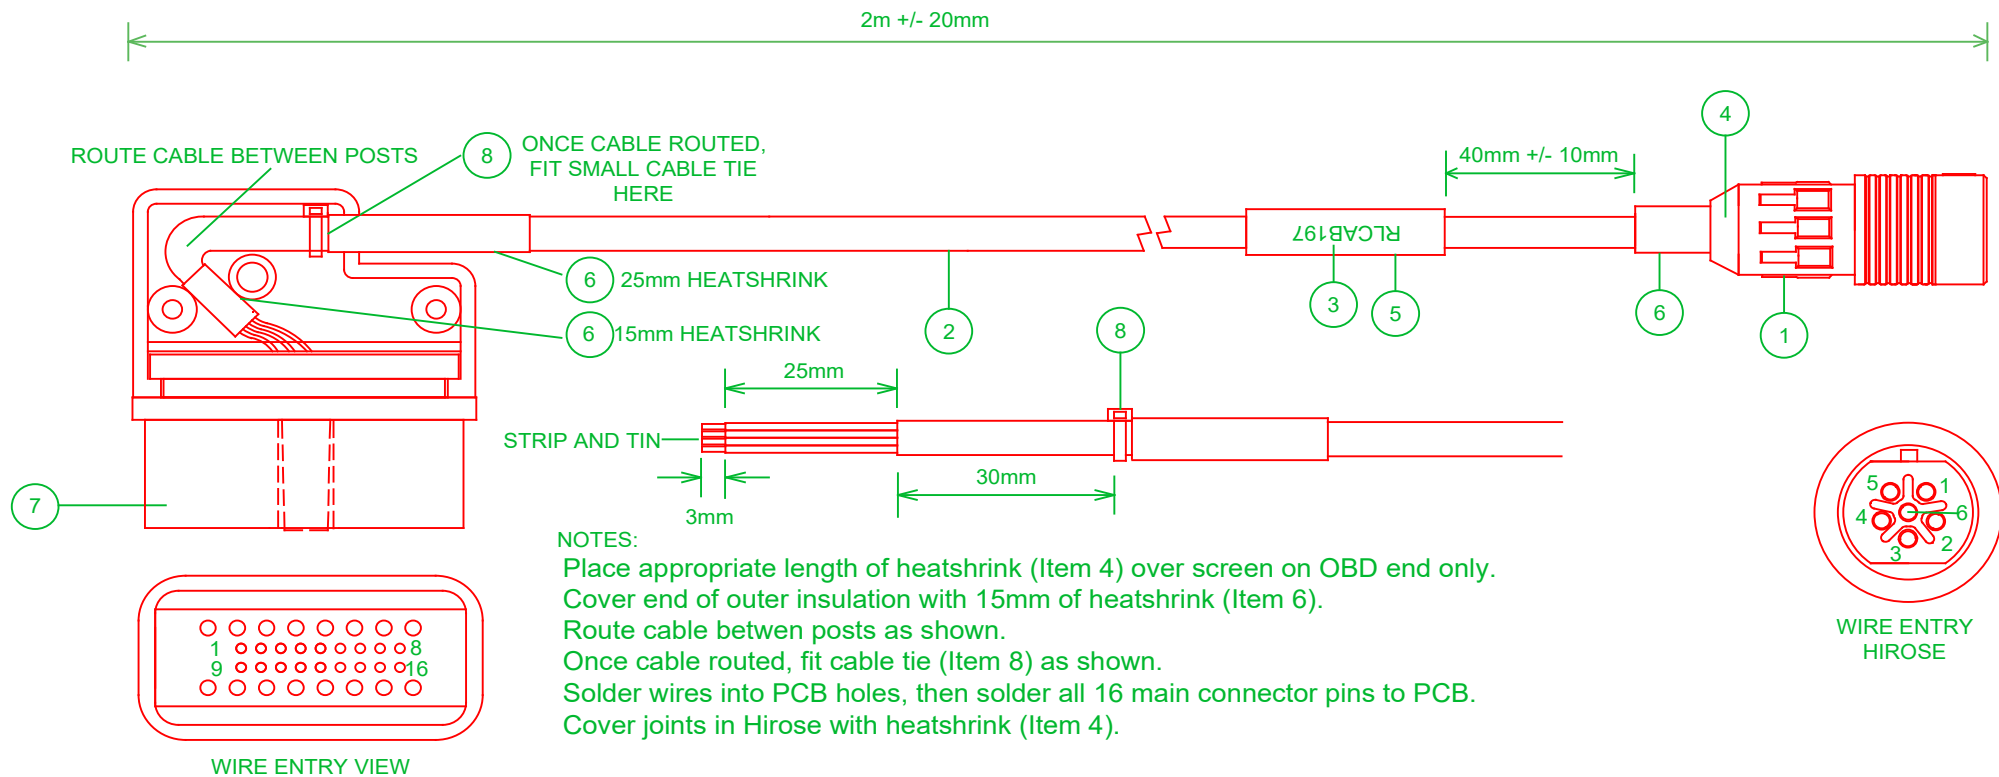 2m +/- 20mm
4
ROUTE CABLE BETWEEN POSTS
8
ONCE CABLE ROUTED,
FIT SMALL CABLE TIE
HERE
40mm +/- 10mm
RLCAB197
6 25mm HEATSHRINK
6 15mm HEATSHRINK
2
3
5
6
1
8
25mm
STRIP AND TIN
30mm
3mm
7
NOTES:
Place appropriate length of heatshrink (Item 4) over screen on OBD end only.
Cover end of outer insulation with 15mm of heatshrink (Item 6).
Route cable betwen posts as shown.
Once cable routed, fit cable tie (Item 8) as shown.
Solder wires into PCB holes, then solder all 16 main connector pins to PCB.
Cover joints in Hirose with heatshrink (Item 4).
1 8
9 16
WIRE ENTRY VIEW
5 1
4 6
3 2
WIRE ENTRY
HIROSE